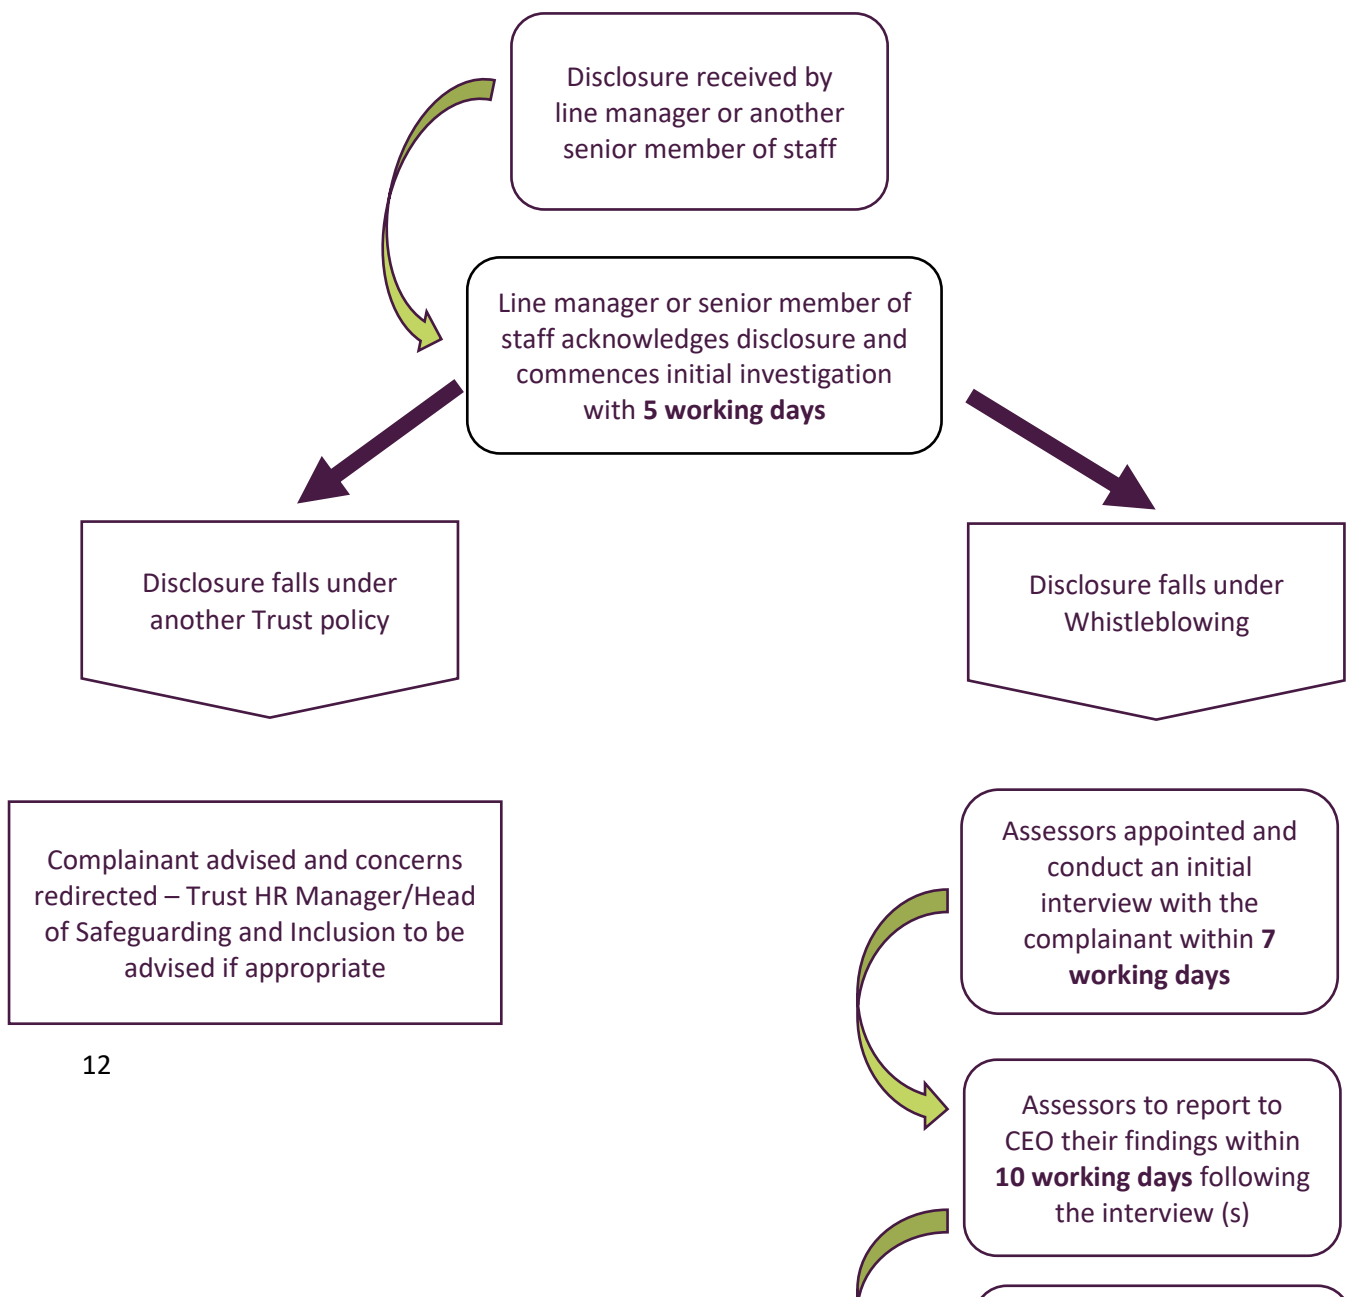 Disclosure received by
line manager or another
senior member of staff
Line manager or senior member of
staff acknowledges disclosure and
commences initial investigation
with 5 working days
Disclosure falls under
another Trust policy
Disclosure falls under
Whistleblowing
Complainant advised and concerns
redirected – Trust HR Manager/Head
of Safeguarding and Inclusion to be
advised if appropriate
Assessors appointed and
conduct an initial
interview with the
complainant within 7
working days
12
Assessors to report to
CEO their findings within
10 working days following
the interview (s)